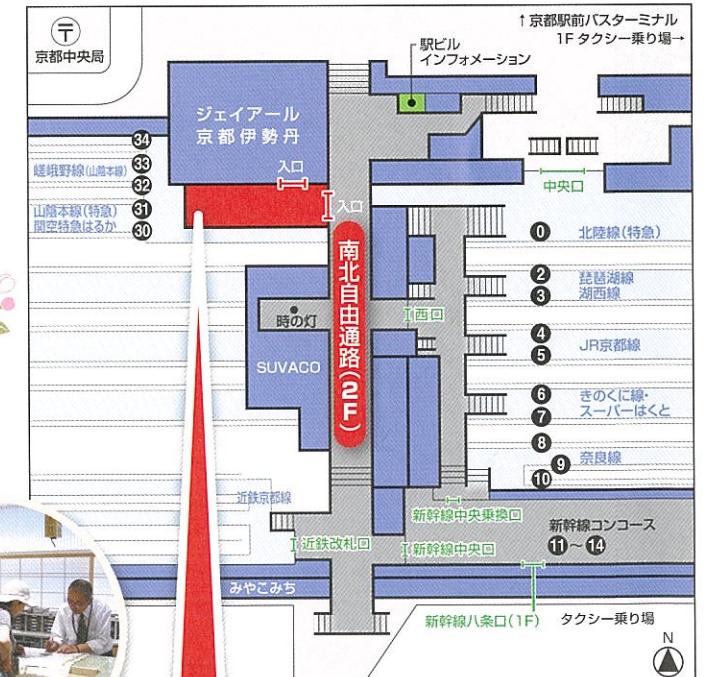 〒
京都中央局
↑京都駅前バスターミナル
1F タクシー乗り場→
駅ビル
インフォメーション
ジェイアール
京都伊勢丹
入口
入口
中央口
34
33
嵯峨野線(山陰本線)
32
山陰本線(特急)
関空特急はるか
31
30
0 北陸線(特急)
2
3
琵琶湖線
湖西線
4
5
JR京都線
6
7
きのくに線・
スーパーはくと
8
9
10
奈良線
南北自由通路(2F)
時の灯
SUVACO
西口
近鉄京都線
近鉄改札口
新幹線中央乗換口
新幹線中央口
新幹線コンコース
11～14
みやこみち
新幹線八条口(1F)
タクシー乗り場
N